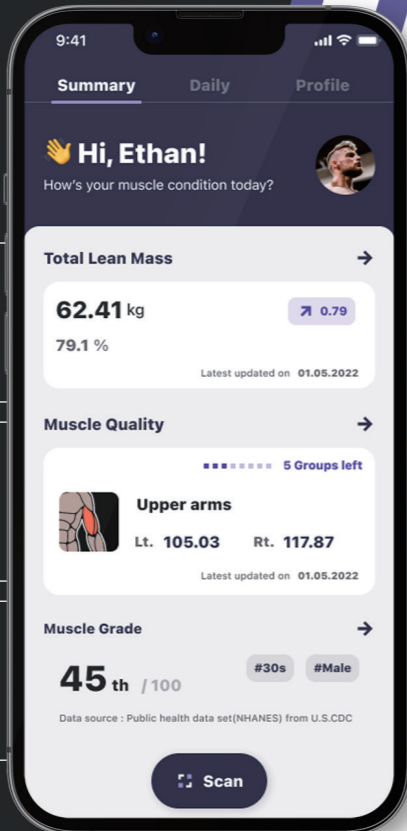 9:41
Summary Daily Profile
👋 Hi, Ethan!
How's your muscle condition today?
Total Lean Mass →
62.41 kg ↗ 0.79
79.1 %
Latest updated on 01.05.2022
Muscle Quality →
5 Groups left
Upper arms
Lt. 105.03 Rt. 117.87
Latest updated on 01.05.2022
Muscle Grade →
45 th / 100 #30s #Male
Data source : Public health data set(NHANES) from U.S.CDC
Scan